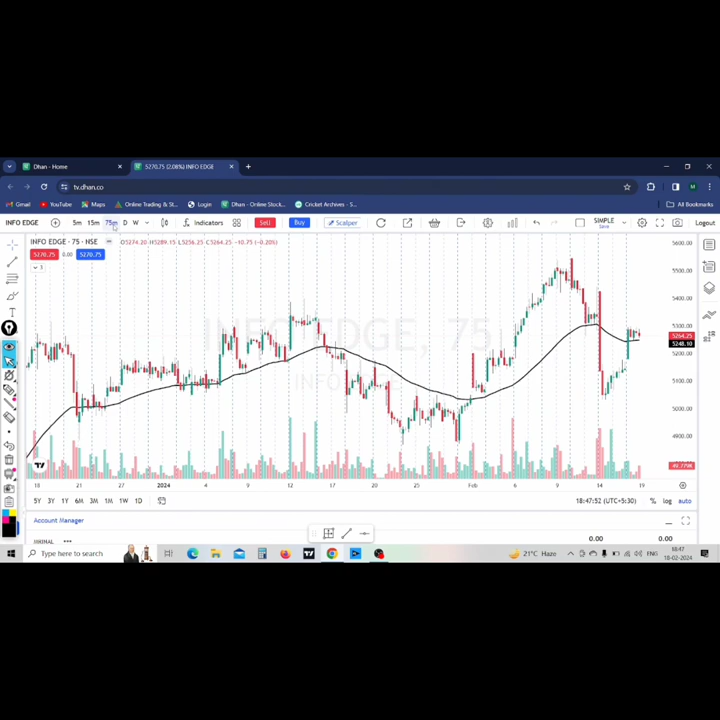 Dhan - Home
5270.75 (2.08%) INFO EDGE
tv.dhan.co
M
Gmail
YouTube
Maps
Online Trading & St...
Login
Dhan - Online Stock...
Cricket Archives - S...
All Bookmarks
INFO EDGE
5m 15m 75m D W
Indicators
Sell
Buy
Scalper
SIMPLE
Save
Logout
INFO EDGE · 75 · NSE
O5274.20 H5289.15 L5256.25 C5264.25 -10.75 (-0.20%)
5270.75 0.00 5270.75
3
INFO EDGE · 75
5600.00
5500.00
5400.00
5300.00
5264.25
5248.10
5200.00
5100.00
5000.00
4900.00
18 21 27 2024 4 9 12 17 20 25 Feb 6 9 14 19
5Y 3Y 1Y 6M 3M 1M 1W 1D
18:47:52 (UTC+5:30) % log auto
Account Manager
0.00 0.00
Type here to search
21°C Haze
ENG
18:47
18-02-2024